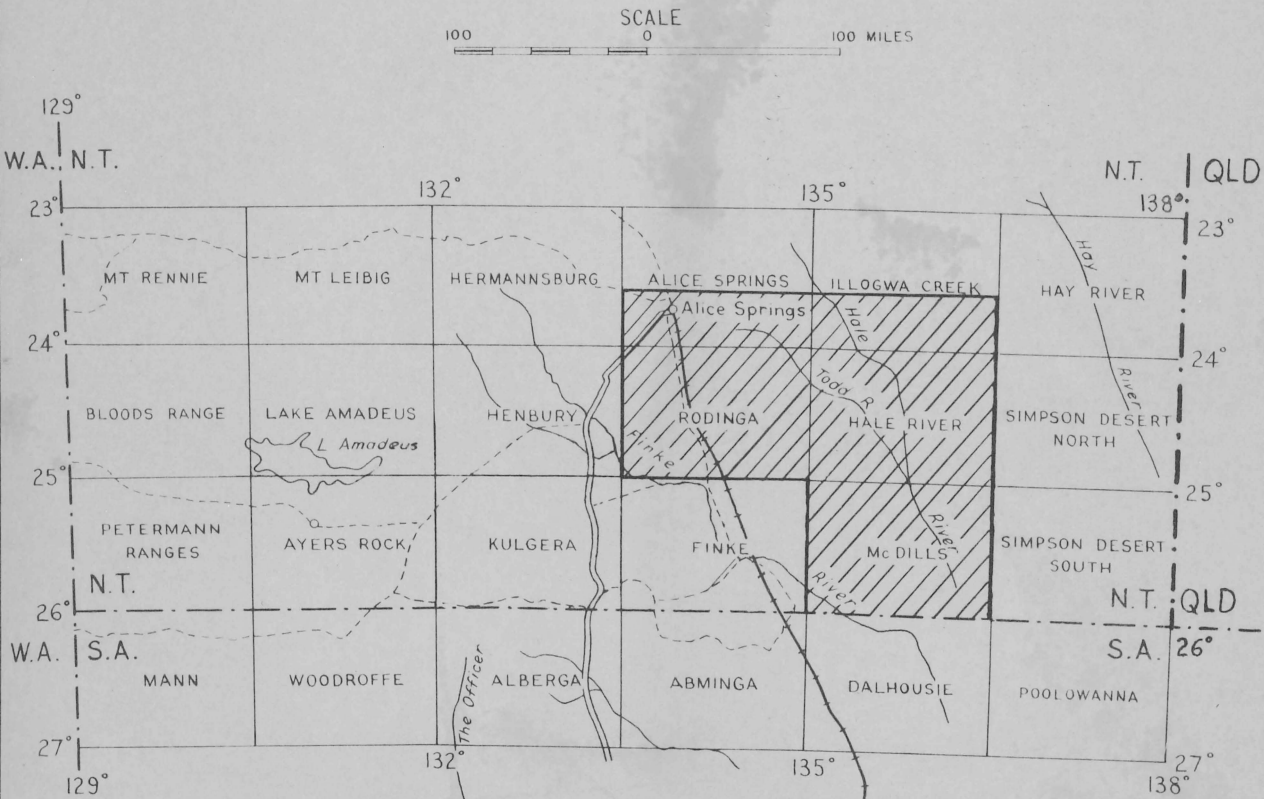 SCALE
100 0 100 MILES
129°
W.A. N.T.
132°
135°
N.T. QLD
138°
23°
23°
MT RENNIE
MT LEIBIG
HERMANNSBURG
ALICE SPRINGS
ILLOGWA CREEK
HAY RIVER
Hay River
Alice Springs
Hale River
24°
24°
Todd R.
BLOODS RANGE
LAKE AMADEUS
L Amadeus
HENBURY
RODINGA
HALE RIVER
SIMPSON DESERT
NORTH
Finke River
25°
25°
PETERMANN
RANGES
AYERS ROCK
KULGERA
FINKE
McDILLS
SIMPSON DESERT
SOUTH
N.T.
N.T. QLD
26°
W.A. S.A.
S.A. 26°
MANN
WOODROFFE
The Officer
ALBERGA
ABMINGA
DALHOUSIE
POOLOWANNA
27°
27°
129°
132°
135°
138°